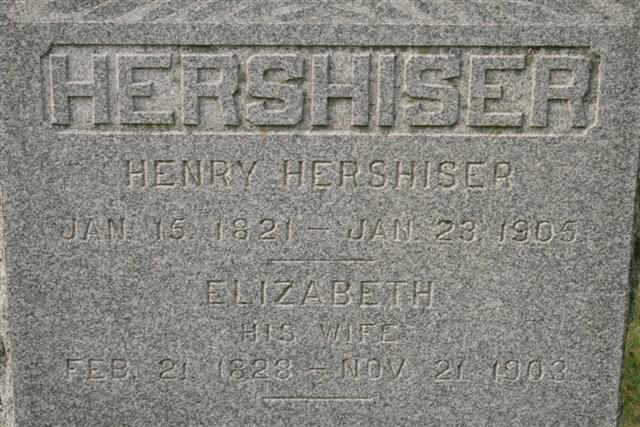 HERSHISER
HENRY HERSHISER
JAN. 15, 1821 – JAN. 23, 1905
ELIZABETH
HIS WIFE
FEB. 21, 1828 – NOV. 21, 1903